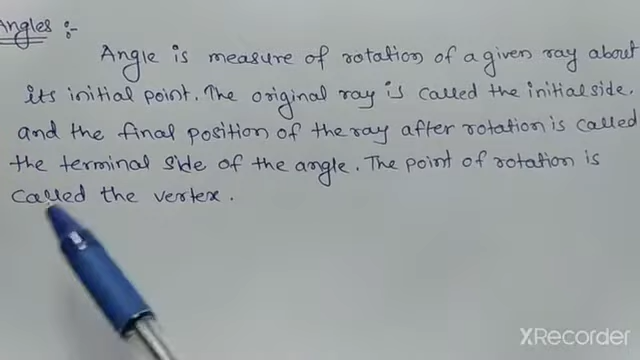 Angles :-
Angle is measure of rotation of a given ray about
its initial point. The original ray is called the initial side.
and the final position of the ray after rotation is called
the terminal side of the angle. The point of rotation is
called the vertex.
XRecorder